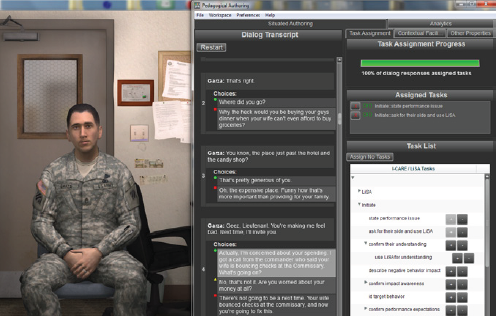 Pedagogical Authoring
File Workspace Preferences Help
Situated Authoring
Analytics
Dialog Transcript
Restart
Garza: That's right
Choices:
2
Where did you go?
Why the heck would you be buying your guys
dinner when your wife can't even afford to buy
groceries?
Garza: You know, the place just past the hotel and
the candy shop?
Choices:
3
That's pretty generous of you.
Oh, the expensive place. Funny how that's
more important than providing for your family.
Garza: Geez, Lieutenant. You're making me feel
bad. Next time, I'll invite you.
Choices:
4
Actually, I'm concerned about your spending. I
got a call from the commander who said your
wife is bouncing checks at the Commissary.
What's going on?
No, that's not it. Are you worried about your
money at all?
There's not going to be a next time. Your wife
bounced checks at the commissary, and now
you're going to fix this.
Task Assignment
Contextual Facil...
Other Properties
Task Assignment Progress
100% of dialog responses assigned tasks
Assigned Tasks
Initiate: state performance issue
Initiate: ask for their side and use LiSA
Task List
Assign No Tasks
I-CARE / LiSA Tasks
LiSA
Initiate
state performance issue
ask for their side and use LiSA
confirm their understanding
use LiSA for understanding
describe negative behavior impact
confirm impact awareness
id target behavior
confirm performance expectations